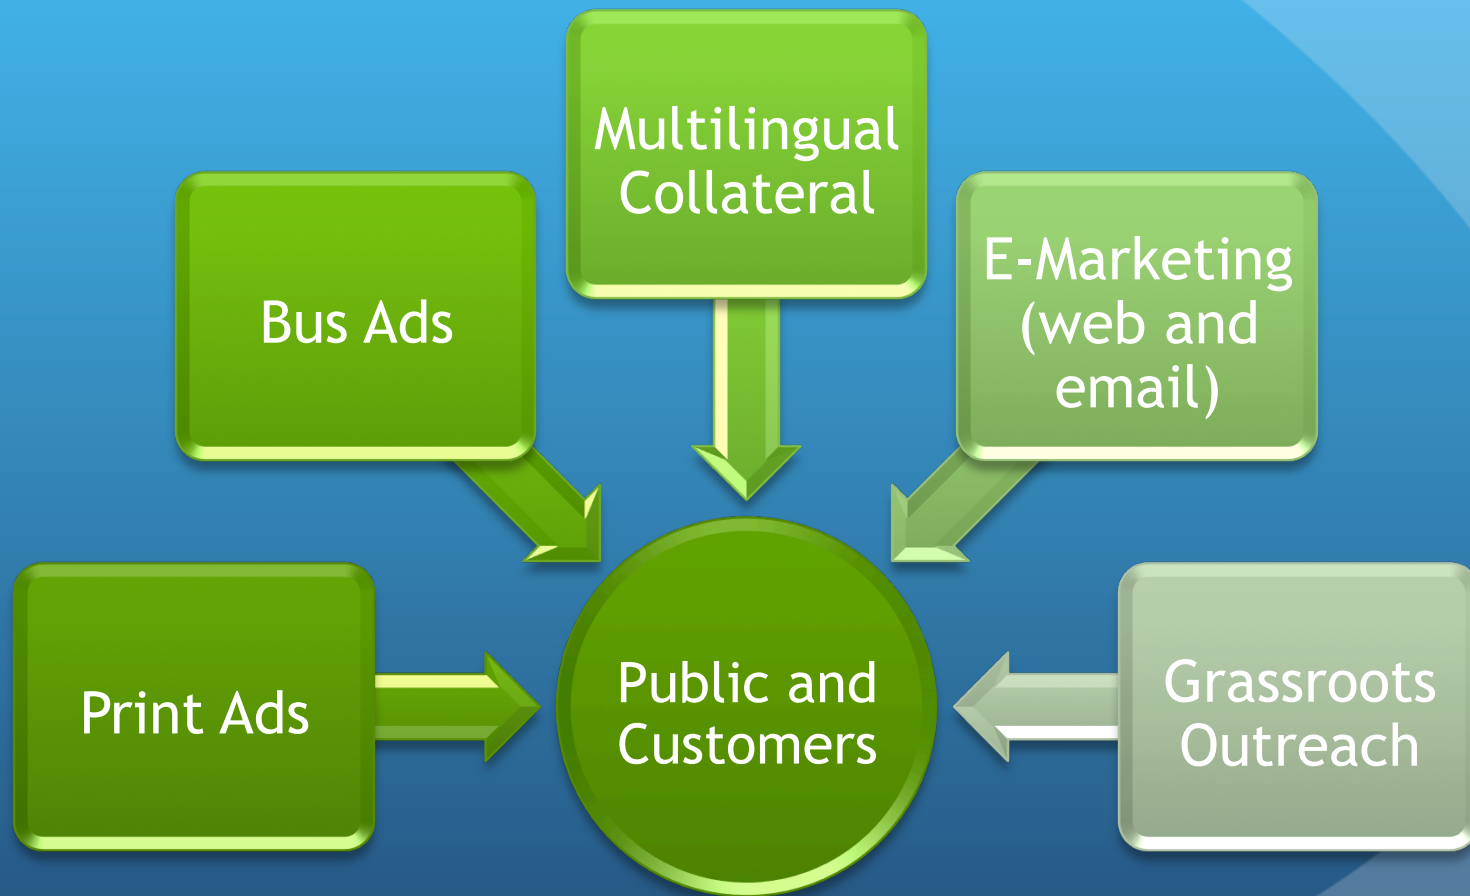 Multilingual
Collateral
Bus Ads
E-Marketing
(web and
email)
Print Ads
Public and
Customers
Grassroots
Outreach